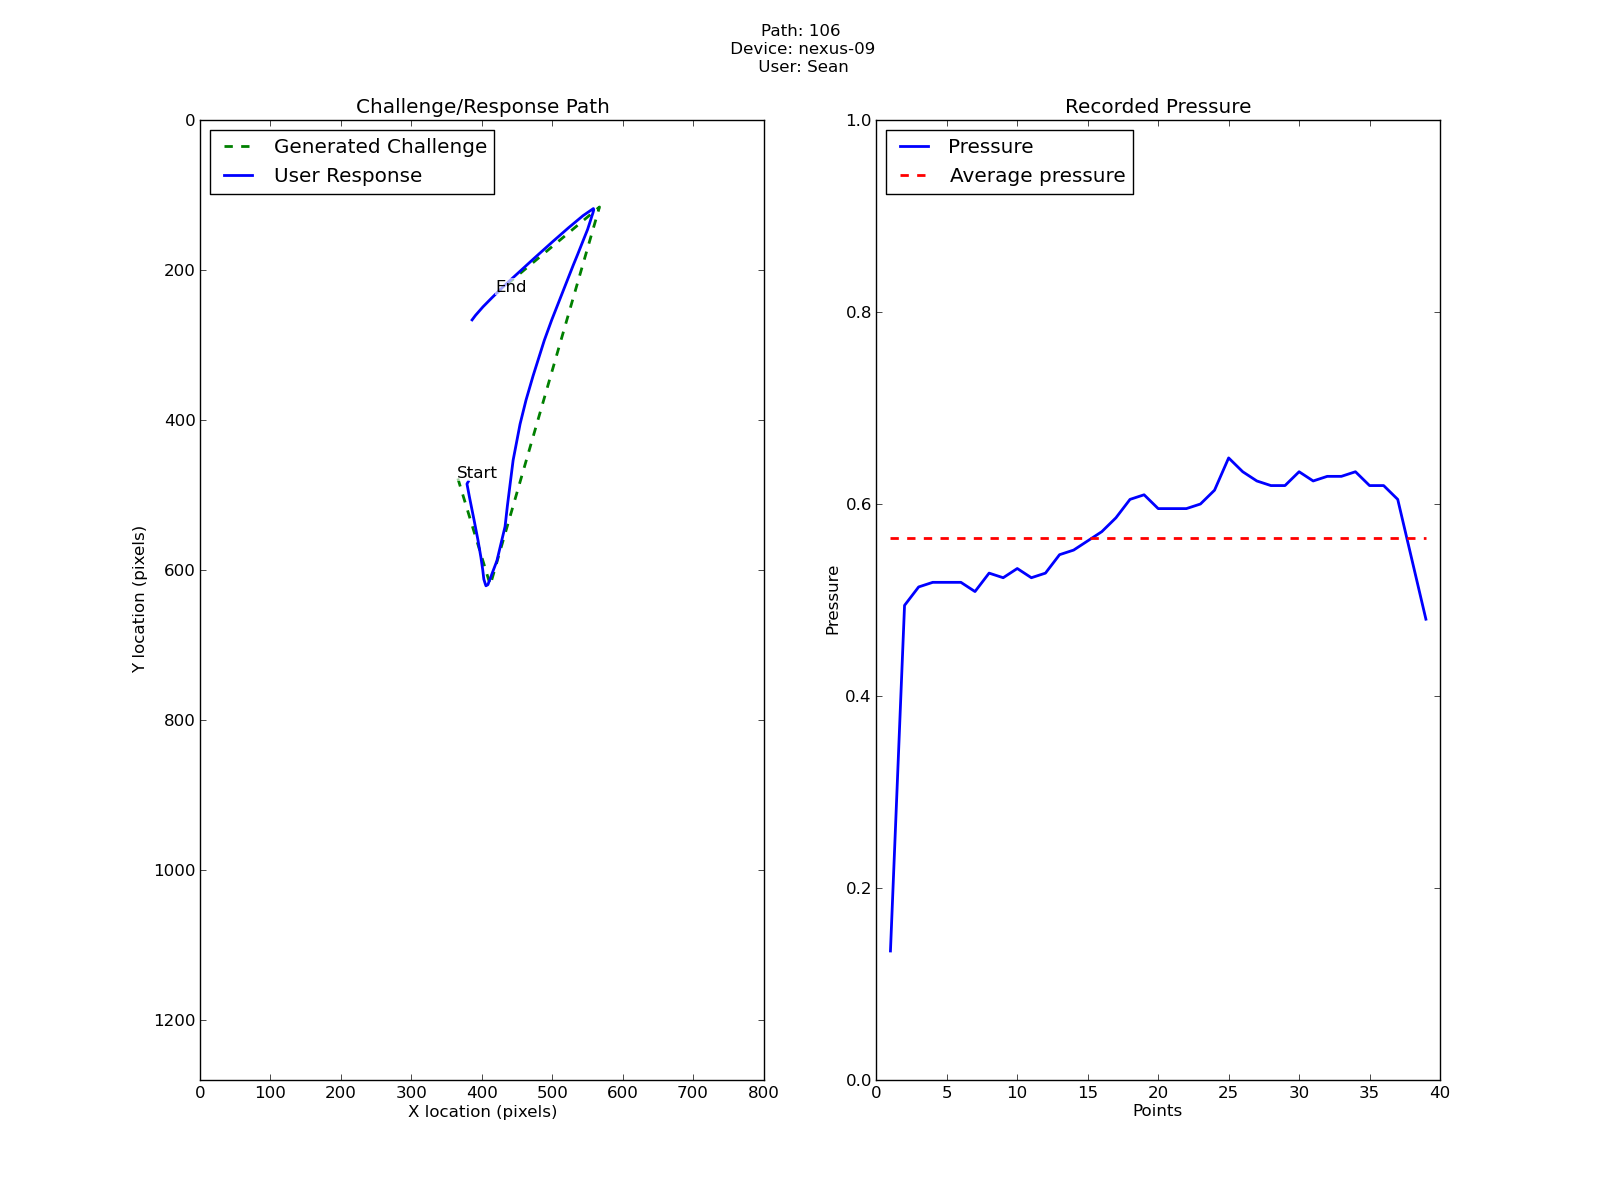 Path: 106
Device: nexus-09
User: Sean
Challenge/Response Path
Generated Challenge
User Response
0
200
400
600
800
1000
1200
Y location (pixels)
End
Start
0 100 200 300 400 500 600 700 800
X location (pixels)
Recorded Pressure
Pressure
Average pressure
1.0
0.8
0.6
0.4
0.2
0.0
Pressure
0 5 10 15 20 25 30 35 40
Points